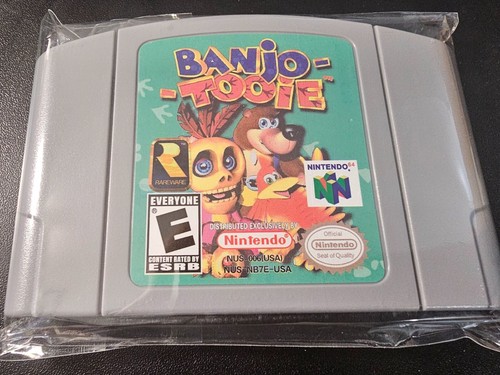 BANJO-
-TOOIE™
R
RAREWARE
NINTENDO 64
N
EVERYONE
E
CONTENT RATED BY
ESRB
DISTRIBUTED EXCLUSIVELY BY
Nintendo
NUS-006(USA)
NUS-NB7E-USA
Official
Nintendo
Seal of Quality